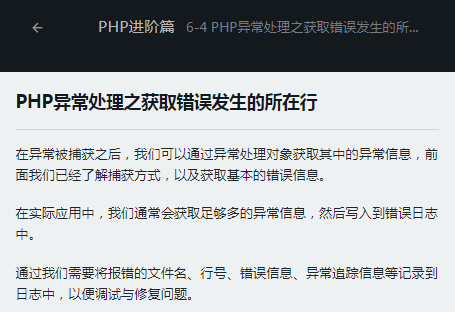 PHP进阶篇 6-4 PHP异常处理之获取错误发生的所...
PHP异常处理之获取错误发生的所在行
在异常被捕获之后，我们可以通过异常处理对象获取其中的异常信息，前
面我们已经了解捕获方式，以及获取基本的错误信息。
在实际应用中，我们通常会获取足够多的异常信息，然后写入到错误日志
中。
通过我们需要将报错的文件名、行号、错误信息、异常追踪信息等记录到
日志中，以便调试与修复问题。